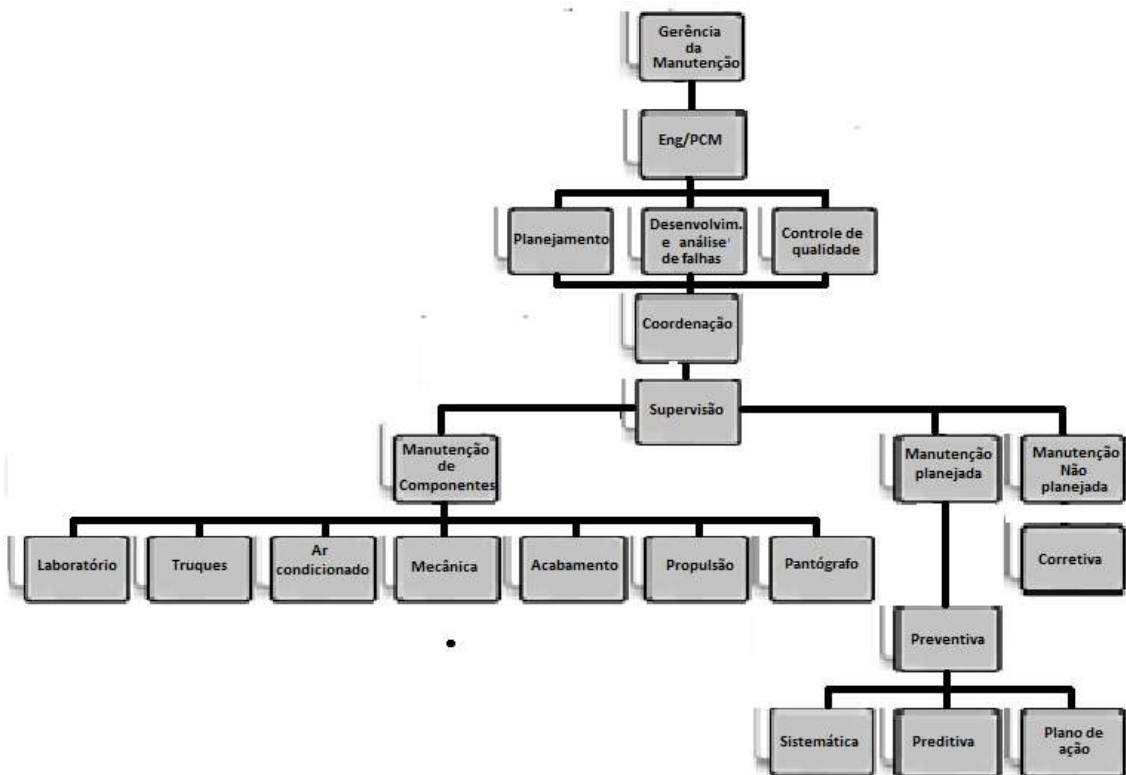 Gerência
da
Manutenção
Eng/PCM
Planejamento
Desenvolvim.
e análise
de falhas
Controle de
qualidade
Coordenação
Supervisão
Manutenção
de
Componentes
Manutenção
planejada
Manutenção
Não
planejada
Laboratório
Truques
Ar
condicionado
Mecânica
Acabamento
Propulsão
Pantógrafo
Corretiva
Preventiva
Sistemática
Preditiva
Plano de
ação